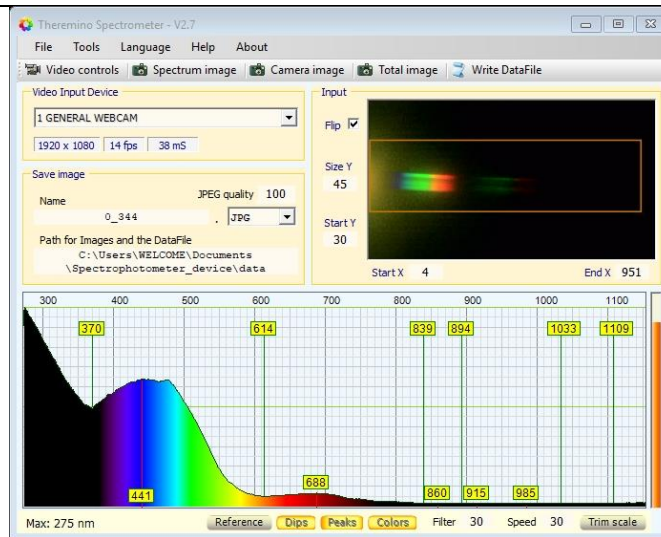 Theremino Spectrometer - V2.7
File Tools Language Help About
Video controls Spectrum image Camera image Total image Write DataFile
Video Input Device
1 GENERAL WEBCAM
1920 x 1080 14 fps 38 mS
Save image
Name JPEG quality 100
0_344 . JPG
Path for Images and the DataFile
C:\Users\WELCOME\Documents
\Spectrophotometer_device\data
Input
Flip
Size Y
45
Start Y
30
Start X 4 End X 951
300 400 500 600 700 800 900 1000 1100
370 614 839 894 1033 1109
441 688 860 915 985
Max: 275 nm Reference Dips Peaks Colors Filter 30 Speed 30 Trim scale